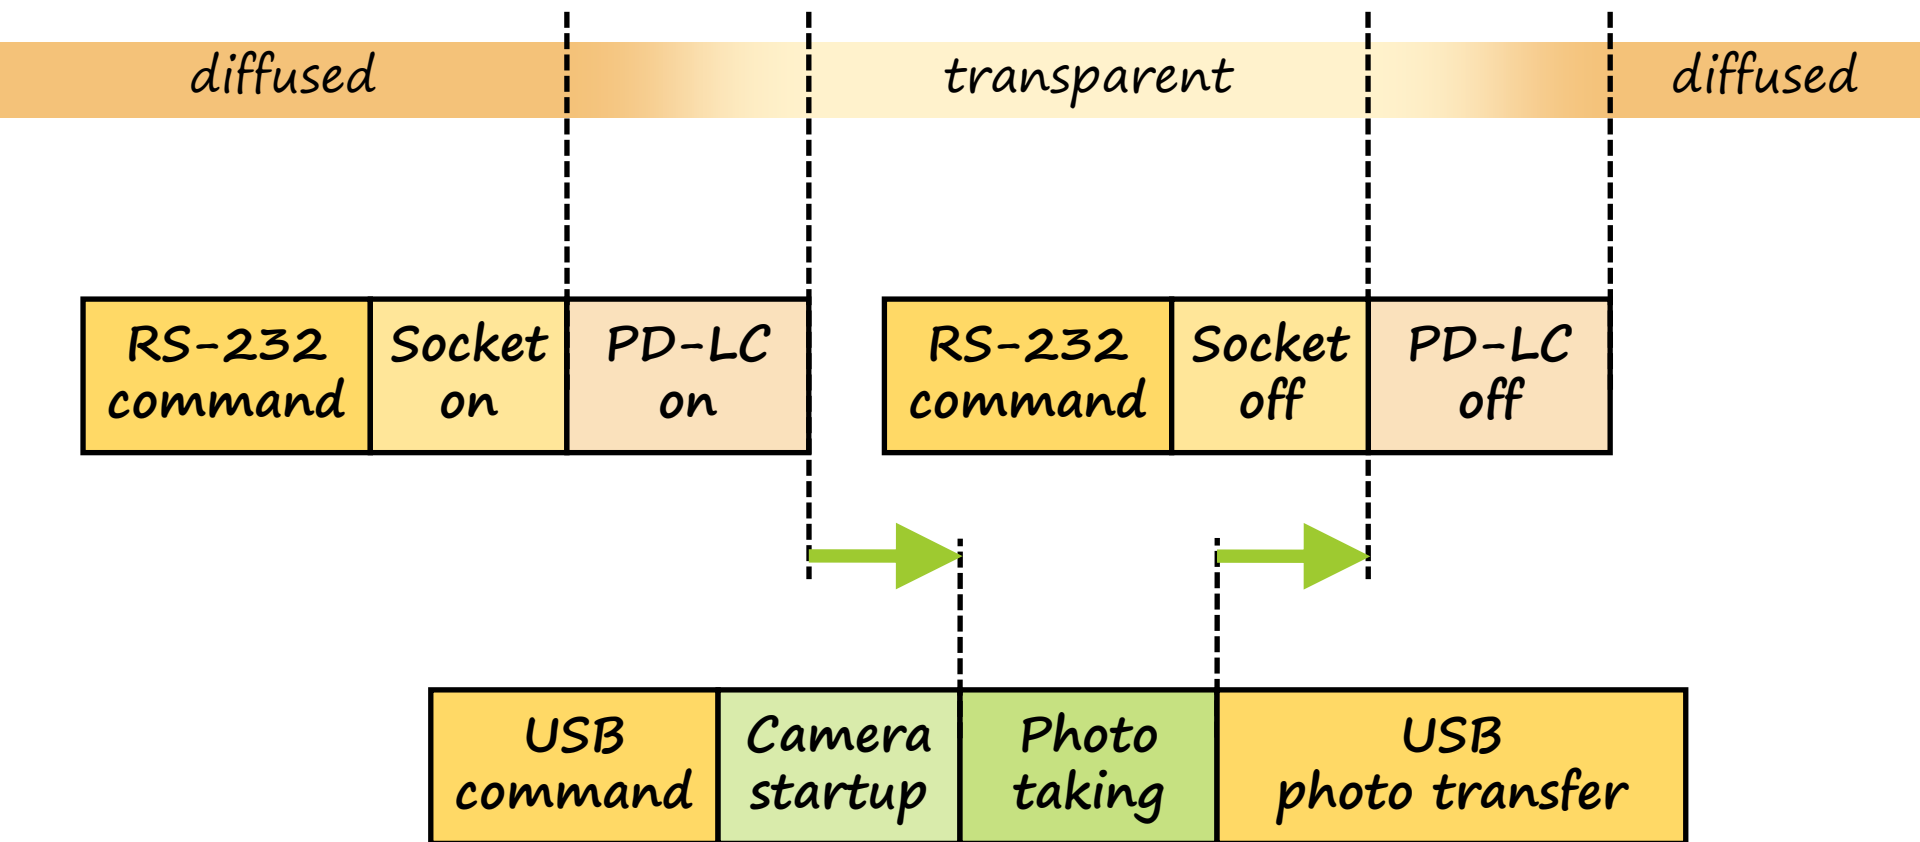 diffused
transparent
diffused
RS-232
command
Socket
on
PD-LC
on
RS-232
command
Socket
off
PD-LC
off
USB
command
Camera
startup
Photo
taking
USB
photo transfer